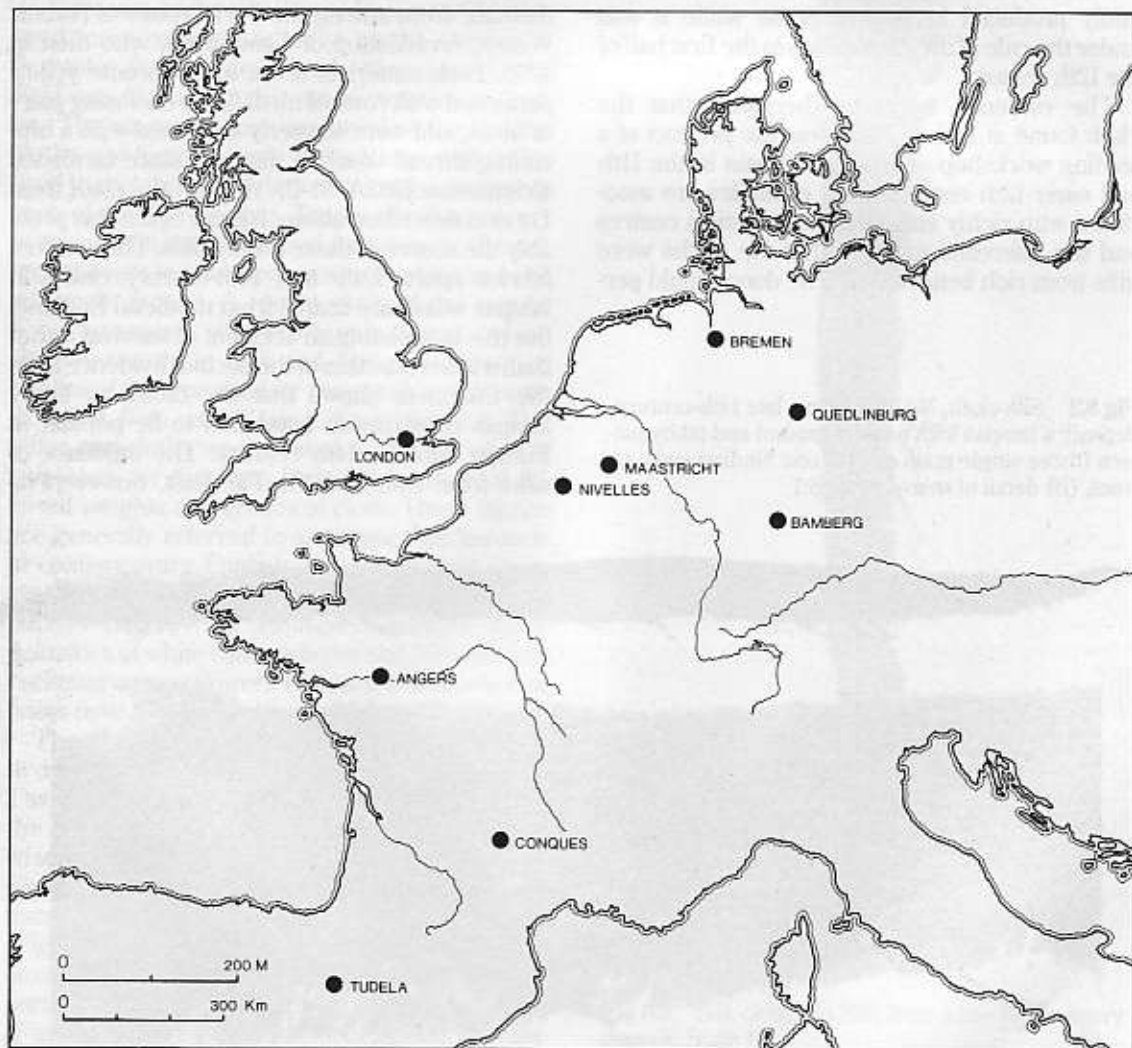 BREMEN
QUEDLINBURG
LONDON
MAASTRICHT
NIVELLES
BAMBERG
ANGERS
CONQUES
0 200 M
TUDELA
0 300 Km